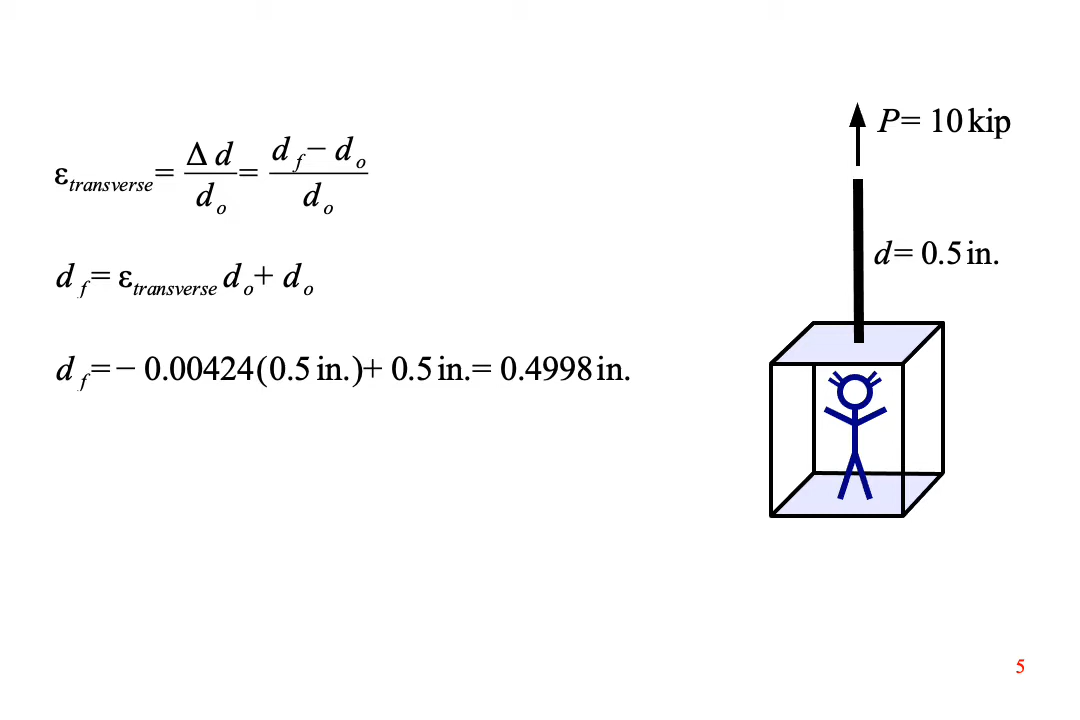 ε_transverse = Δd/d_o = (d_f − d_o)/d_o
d_f = ε_transverse d_o + d_o
d_f = − 0.00424(0.5 in.) + 0.5 in. = 0.4998 in.
P = 10 kip
d = 0.5 in.
5